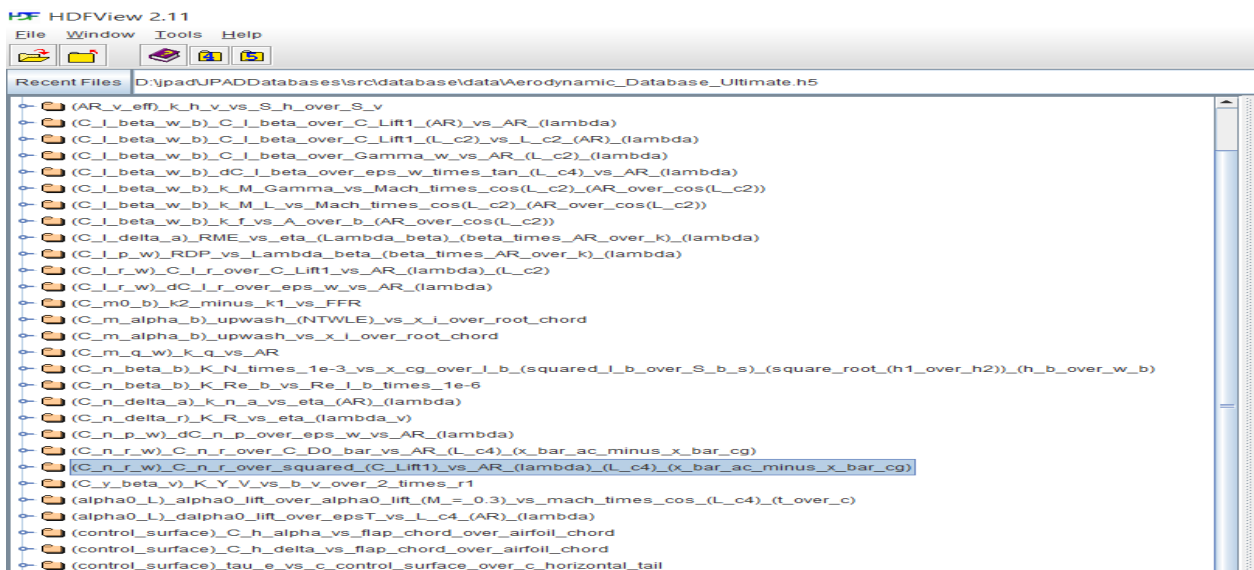 HDF HDFView 2.11
File Window Tools Help
4 5
Recent Files D:\jpad\JPADDatabases\src\database\data\Aerodynamic_Database_Ultimate.h5
(AR_v_eff)_k_h_v_vs_S_h_over_S_v
(C_l_beta_w_b)_C_l_beta_over_C_Lift1_(AR)_vs_AR_(lambda)
(C_l_beta_w_b)_C_l_beta_over_C_Lift1_(L_c2)_vs_L_c2_(AR)_(lambda)
(C_l_beta_w_b)_C_l_beta_over_Gamma_w_vs_AR_(L_c2)_(lambda)
(C_l_beta_w_b)_dC_l_beta_over_eps_w_times_tan_(L_c4)_vs_AR_(lambda)
(C_l_beta_w_b)_k_M_Gamma_vs_Mach_times_cos(L_c2)_(AR_over_cos(L_c2))
(C_l_beta_w_b)_k_M_L_vs_Mach_times_cos(L_c2)_(AR_over_cos(L_c2))
(C_l_beta_w_b)_k_f_vs_A_over_b_(AR_over_cos(L_c2))
(C_l_delta_a)_RME_vs_eta_(Lambda_beta)_(beta_times_AR_over_k)_(lambda)
(C_l_p_w)_RDP_vs_Lambda_beta_(beta_times_AR_over_k)_(lambda)
(C_l_r_w)_C_l_r_over_C_Lift1_vs_AR_(lambda)_(L_c2)
(C_l_r_w)_dC_l_r_over_eps_w_vs_AR_(lambda)
(C_m0_b)_k2_minus_k1_vs_FFR
(C_m_alpha_b)_upwash_(NTWLE)_vs_x_i_over_root_chord
(C_m_alpha_b)_upwash_vs_x_i_over_root_chord
(C_m_q_w)_k_q_vs_AR
(C_n_beta_b)_K_N_times_1e-3_vs_x_cg_over_l_b_(squared_l_b_over_S_b_s)_(square_root_(h1_over_h2))_(h_b_over_w_b)
(C_n_beta_b)_K_Re_b_vs_Re_l_b_times_1e-6
(C_n_delta_a)_k_n_a_vs_eta_(AR)_(lambda)
(C_n_delta_r)_K_R_vs_eta_(lambda_v)
(C_n_p_w)_dC_n_p_over_eps_w_vs_AR_(lambda)
(C_n_r_w)_C_n_r_over_C_D0_bar_vs_AR_(L_c4)_(x_bar_ac_minus_x_bar_cg)
(C_n_r_w)_C_n_r_over_squared_(C_Lift1)_vs_AR_(lambda)_(L_c4)_(x_bar_ac_minus_x_bar_cg)
(C_y_beta_v)_K_Y_V_vs_b_v_over_2_times_r1
(alpha0_L)_alpha0_lift_over_alpha0_lift_(M_=_0.3)_vs_mach_times_cos_(L_c4)_(t_over_c)
(alpha0_L)_dalpha0_lift_over_epsT_vs_L_c4_(AR)_(lambda)
(control_surface)_C_h_alpha_vs_flap_chord_over_airfoil_chord
(control_surface)_C_h_delta_vs_flap_chord_over_airfoil_chord
(control_surface)_tau_e_vs_c_control_surface_over_c_horizontal_tail